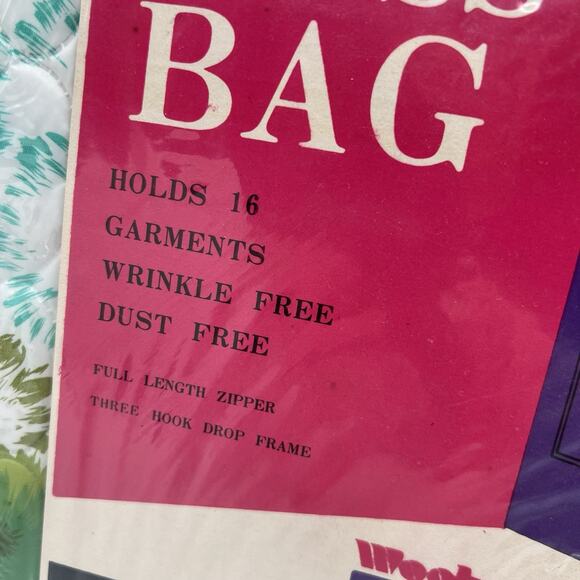 BAG
HOLDS 16
GARMENTS
WRINKLE FREE
DUST FREE
FULL LENGTH ZIPPER
THREE HOOK DROP FRAME